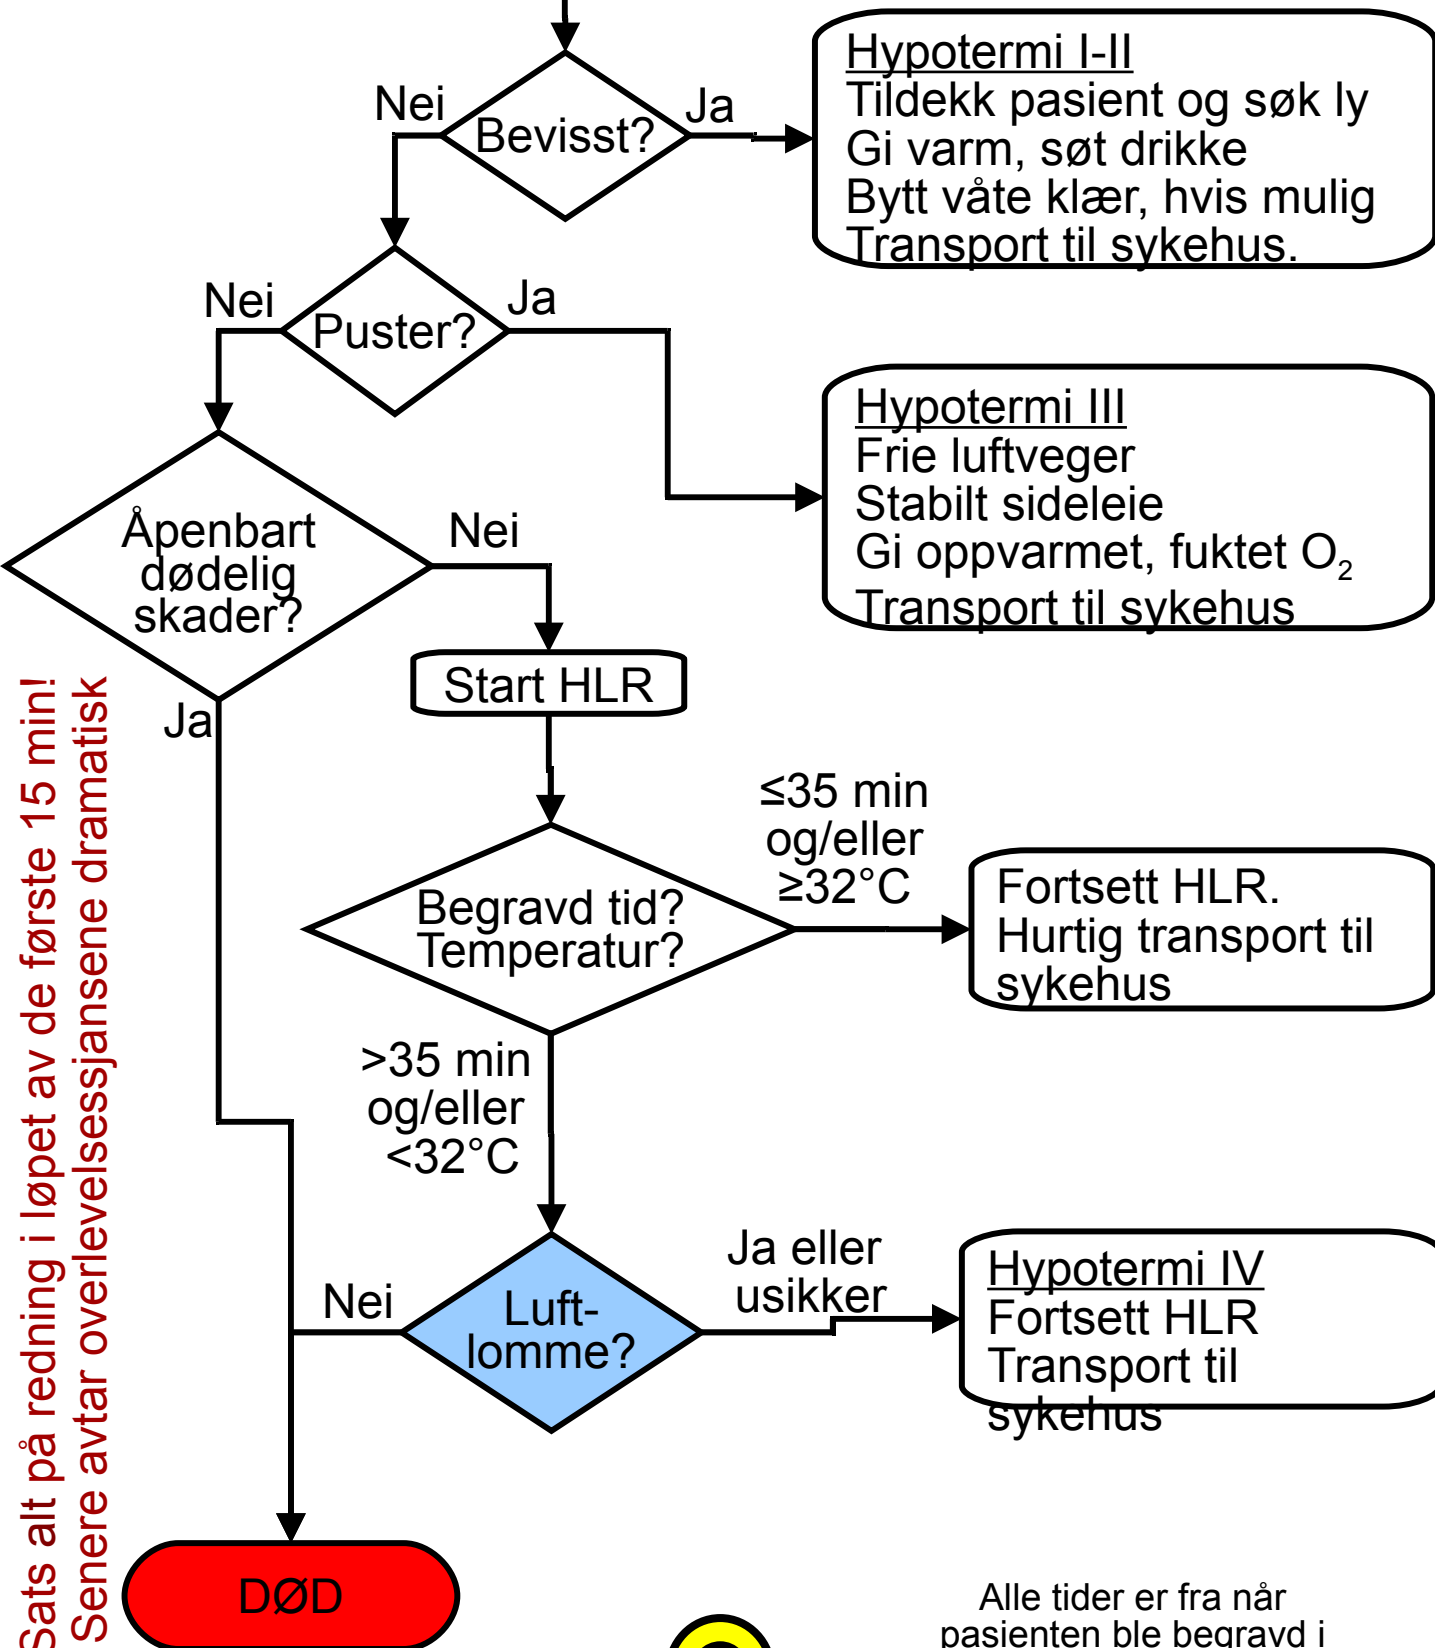 Bevisst?
Nei
Ja
Hypotermi I-II
Tildekk pasient og søk ly
Gi varm, søt drikke
Bytt våte klær, hvis mulig
Transport til sykehus.
Puster?
Nei
Ja
Hypotermi III
Frie luftveger
Stabilt sideleie
Gi oppvarmet, fuktet O₂
Transport til sykehus
Åpenbart
dødelig
skader?
Nei
Ja
Start HLR
Begravd tid?
Temperatur?
≤35 min
og/eller
≥32°C
Fortsett HLR.
Hurtig transport til
sykehus
>35 min
og/eller
<32°C
Luft-
lomme?
Nei
Ja eller
usikker
Hypotermi IV
Fortsett HLR
Transport til
sykehus
DØD
Sats alt på redning i løpet av de første 15 min!
Senere avtar overlevelsessjansene dramatisk
Alle tider er fra når
pasienten ble begravd i